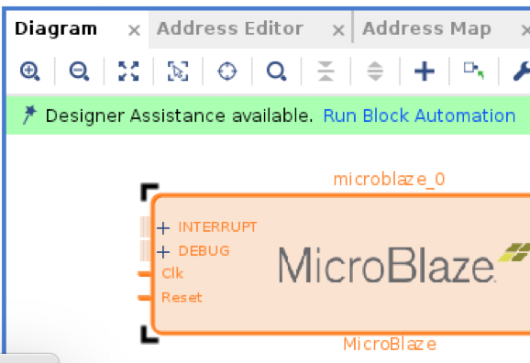 Diagram × Address Editor × Address Map ×
Designer Assistance available. Run Block Automation
microblaze_0
INTERRUPT
DEBUG
Clk
Reset
MicroBlaze
MicroBlaze